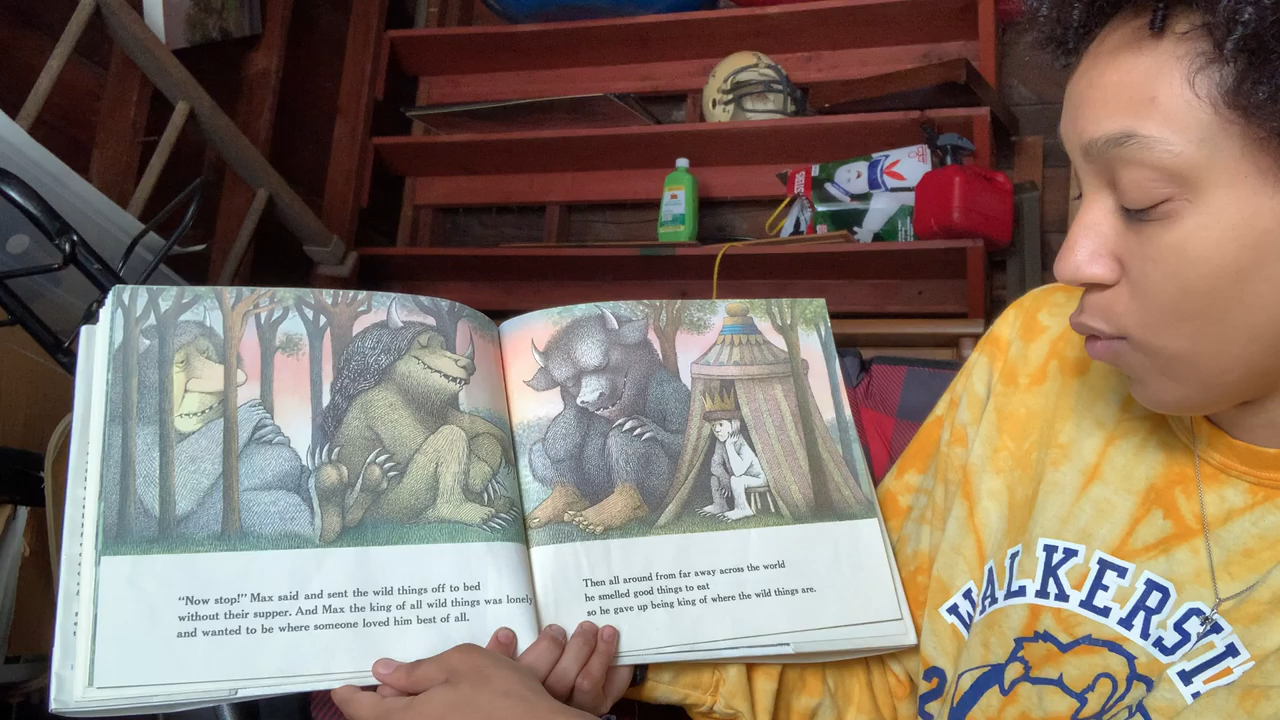 "Now stop!" Max said and sent the wild things off to bed
without their supper. And Max the king of all wild things was lonely
and wanted to be where someone loved him best of all.
Then all around from far away across the world
he smelled good things to eat
so he gave up being king of where the wild things are.
WALKERSV
2